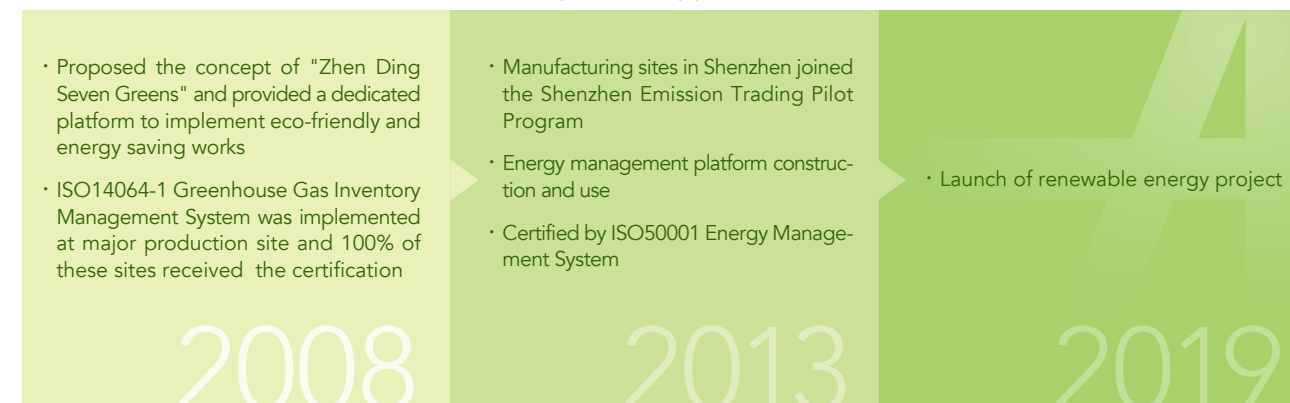 · Proposed the concept of "Zhen Ding
Seven Greens" and provided a dedicated
platform to implement eco-friendly and
energy saving works
· ISO14064-1 Greenhouse Gas Inventory
Management System was implemented
at major production site and 100% of
these sites received the certification
2008
· Manufacturing sites in Shenzhen joined
the Shenzhen Emission Trading Pilot
Program
· Energy management platform construc-
tion and use
· Certified by ISO50001 Energy Manage-
ment System
2013
· Launch of renewable energy project
2019